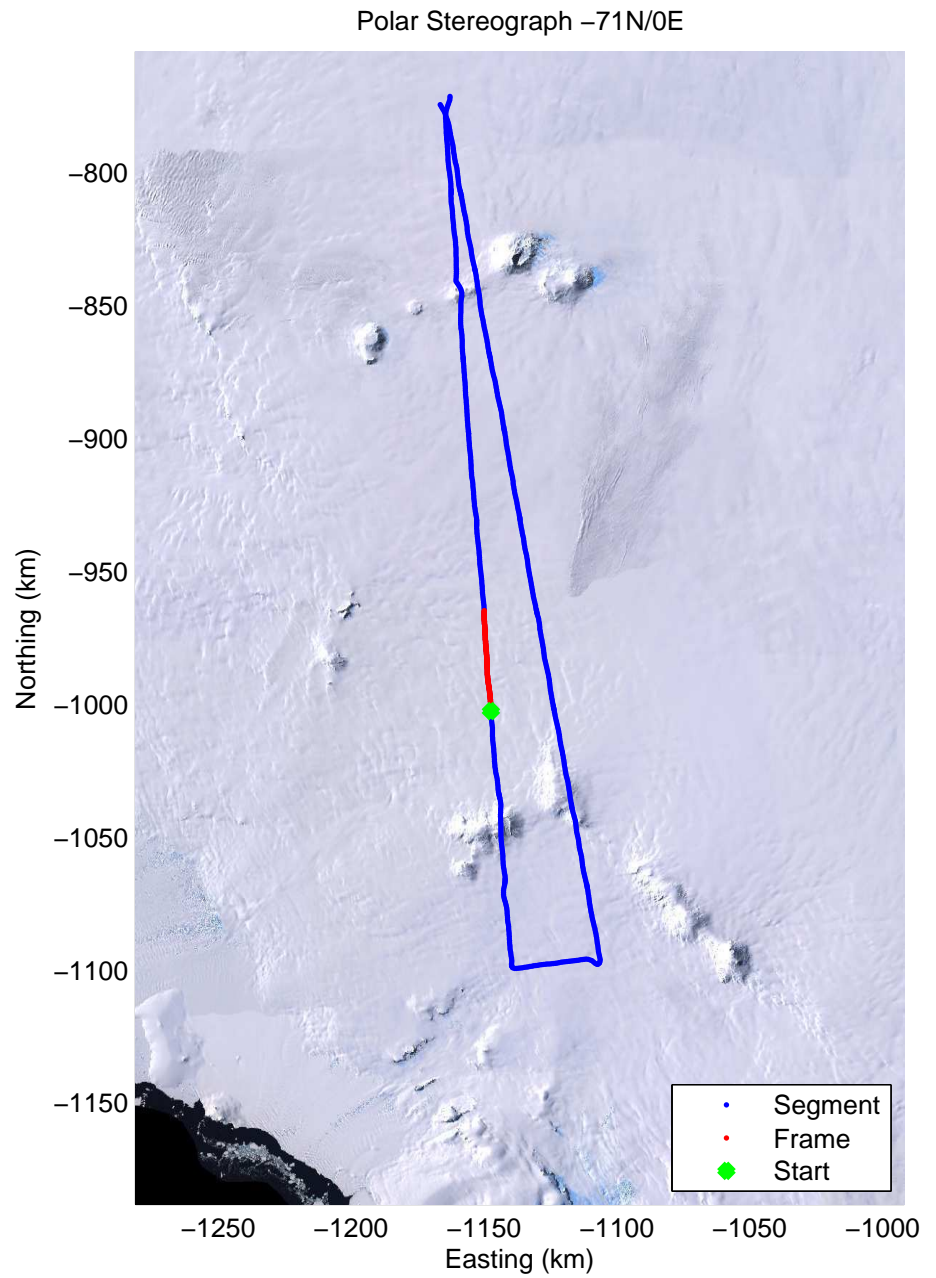 Polar Stereograph −71N/0E
−800
−850
−900
−950
−1000
−1050
−1100
−1150
Northing (km)
Segment
Frame
Start
−1250 −1200 −1150 −1100 −1050 −1000
Easting (km)